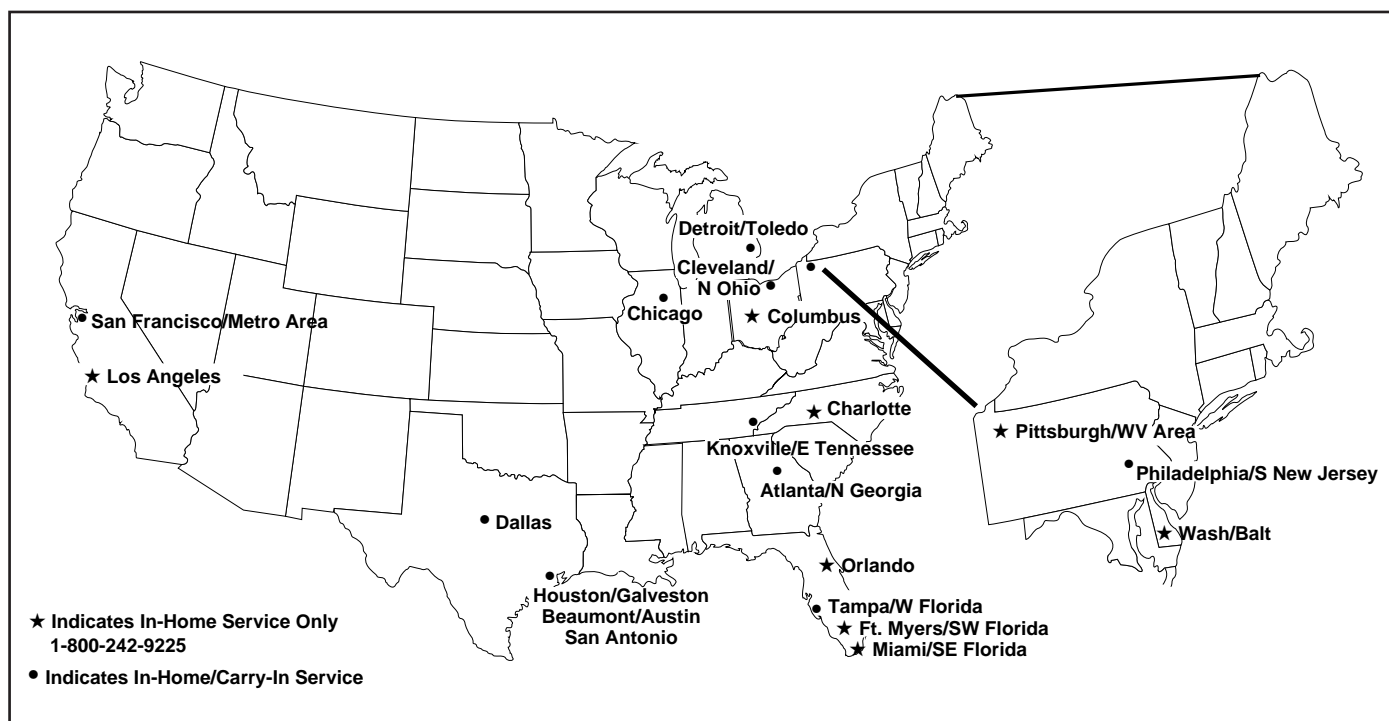 Detroit/Toledo
Cleveland/
N Ohio
Chicago
Columbus
San Francisco/Metro Area
Los Angeles
Charlotte
Knoxville/E Tennessee
Atlanta/N Georgia
Pittsburgh/WV Area
Philadelphia/S New Jersey
Wash/Balt
Dallas
Orlando
Houston/Galveston
Beaumont/Austin
San Antonio
Tampa/W Florida
Ft. Myers/SW Florida
Miami/SE Florida
★ Indicates In-Home Service Only
1-800-242-9225
• Indicates In-Home/Carry-In Service